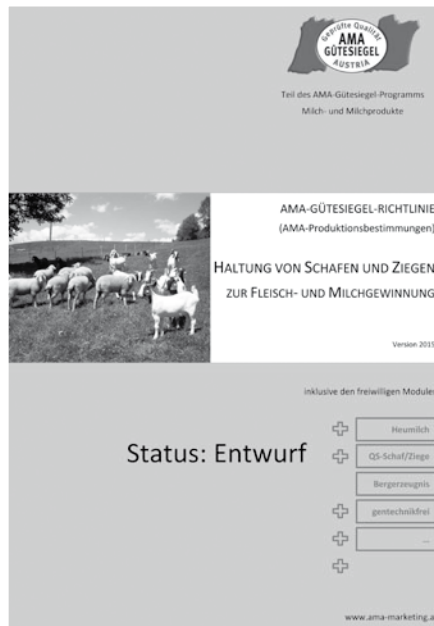 Geprüfte Qualität
AMA
GÜTESIEGEL
AUSTRIA
Teil des AMA-Gütesiegel-Programms
Milch- und Milchprodukte
AMA-GÜTESIEGEL-RICHTLINIE
(AMA-Produktionsbestimmungen)
HALTUNG VON SCHAFEN UND ZIEGEN
ZUR FLEISCH- UND MILCHGEWINNUNG
Version 2015
inklusive den freiwilligen Modulen
Heumilch
Status: Entwurf
QS-Schaf/Ziege
Bergerzeugnis
gentechnikfrei
...
www.ama-marketing.a